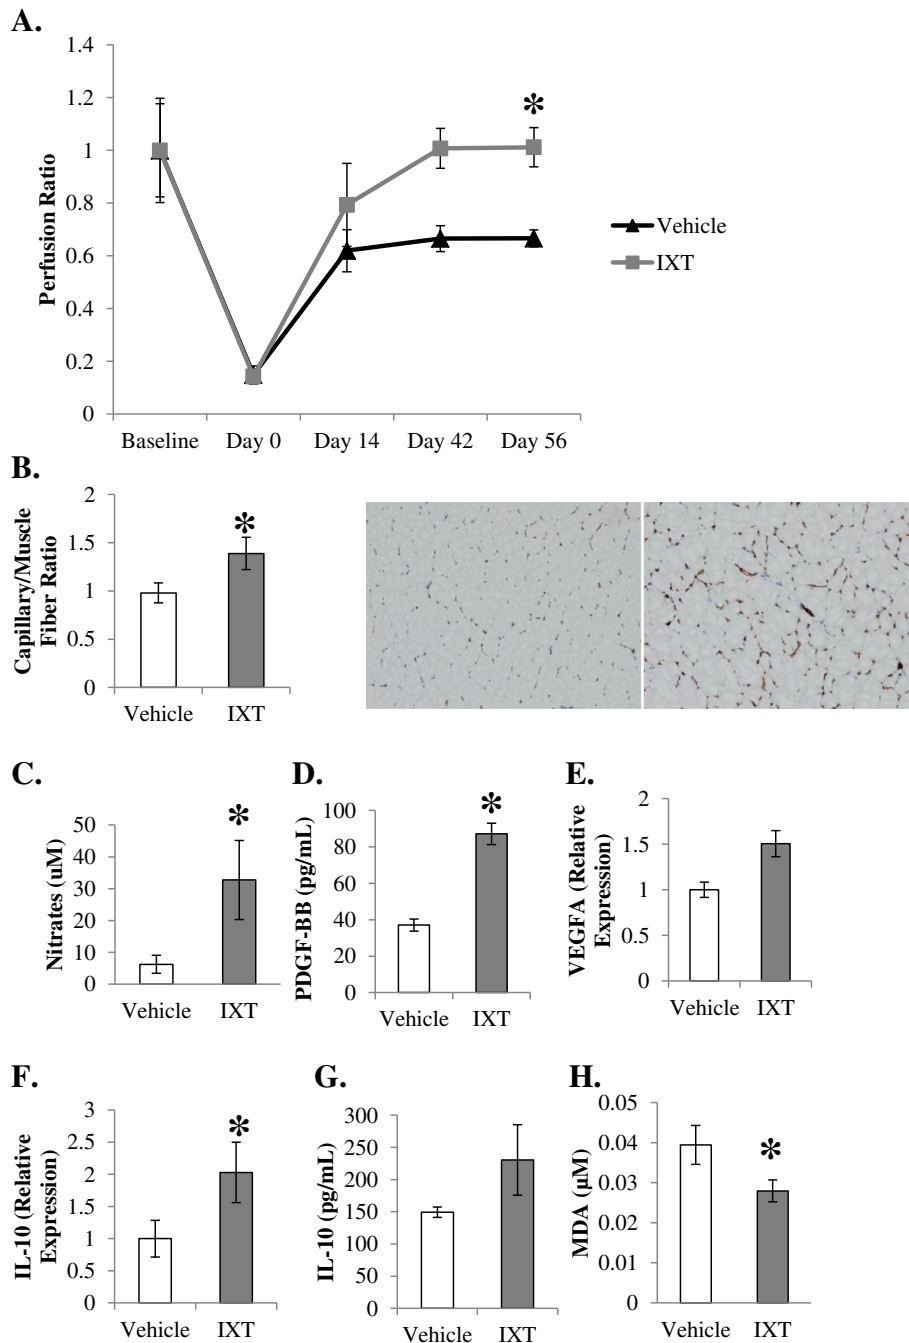 A.
1.4
1.2
1
0.8
0.6
0.4
0.2
0
Perfusion Ratio
*
Baseline Day 0 Day 14 Day 42 Day 56
Vehicle
IXT
B.
2
1.5
1
0.5
0
Capillary/Muscle
Fiber Ratio
*
Vehicle IXT
C.
50
40
30
20
10
0
Nitrates (uM)
*
Vehicle IXT
D.
100
80
60
40
20
0
PDGF-BB (pg/mL)
*
Vehicle IXT
E.
2
1.5
1
0.5
0
VEGFA (Relative
Expression)
Vehicle IXT
F.
3
2.5
2
1.5
1
0.5
0
IL-10 (Relative
Expression)
*
Vehicle IXT
G.
300
250
200
150
100
50
0
IL-10 (pg/mL)
Vehicle IXT
H.
0.05
0.04
0.03
0.02
0.01
0
MDA (µM)
*
Vehicle IXT